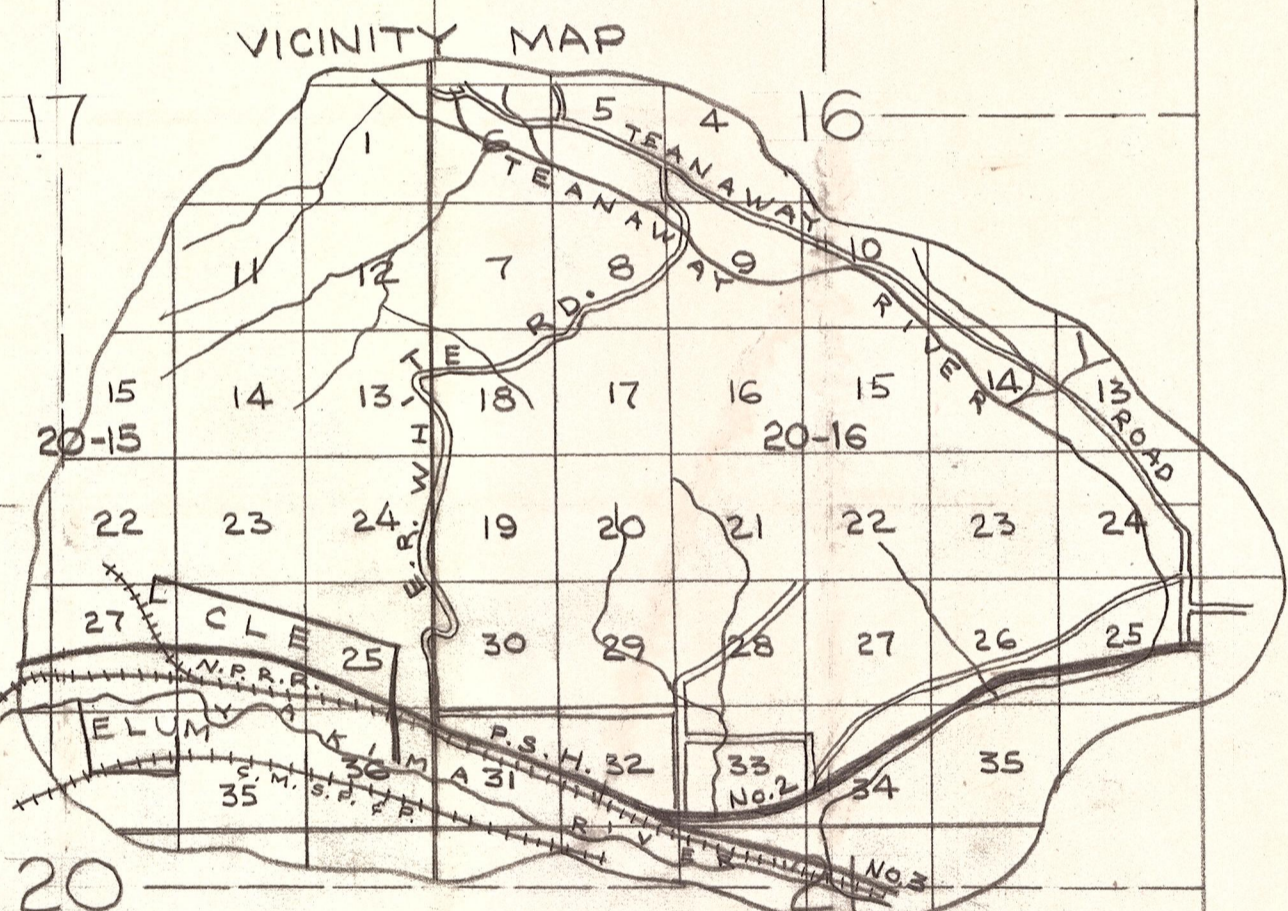 VICINITY MAP
17 16
5 4
1 6
TEANAWAY ROAD
TEANAWAY RIVER
11 12 7 8 9 10
E.R. WHITE RD.
15 14 13 18 17 16 15 14 13
20-15 20-16
22 23 24 19 20 21 22 23 24
27 25 30 29 28 27 26 25
CLE ELUM
N.P.R.R.
YAKIMA RIVER
P.S.H. No.2
35 36 31 32 33 34 35
C.M.S.P. & P.
No.3
20